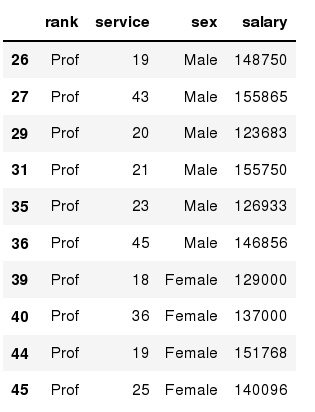 rank service sex salary
26 Prof 19 Male 148750
27 Prof 43 Male 155865
29 Prof 20 Male 123683
31 Prof 21 Male 155750
35 Prof 23 Male 126933
36 Prof 45 Male 146856
39 Prof 18 Female 129000
40 Prof 36 Female 137000
44 Prof 19 Female 151768
45 Prof 25 Female 140096